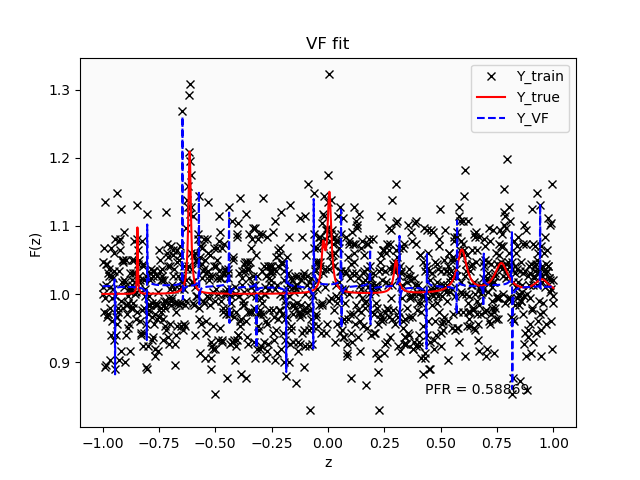 VF fit
F(z)
1.3
1.2
1.1
1.0
0.9
Y_train
Y_true
Y_VF
PFR = 0.58869
−1.00 −0.75 −0.50 −0.25 0.00 0.25 0.50 0.75 1.00
z